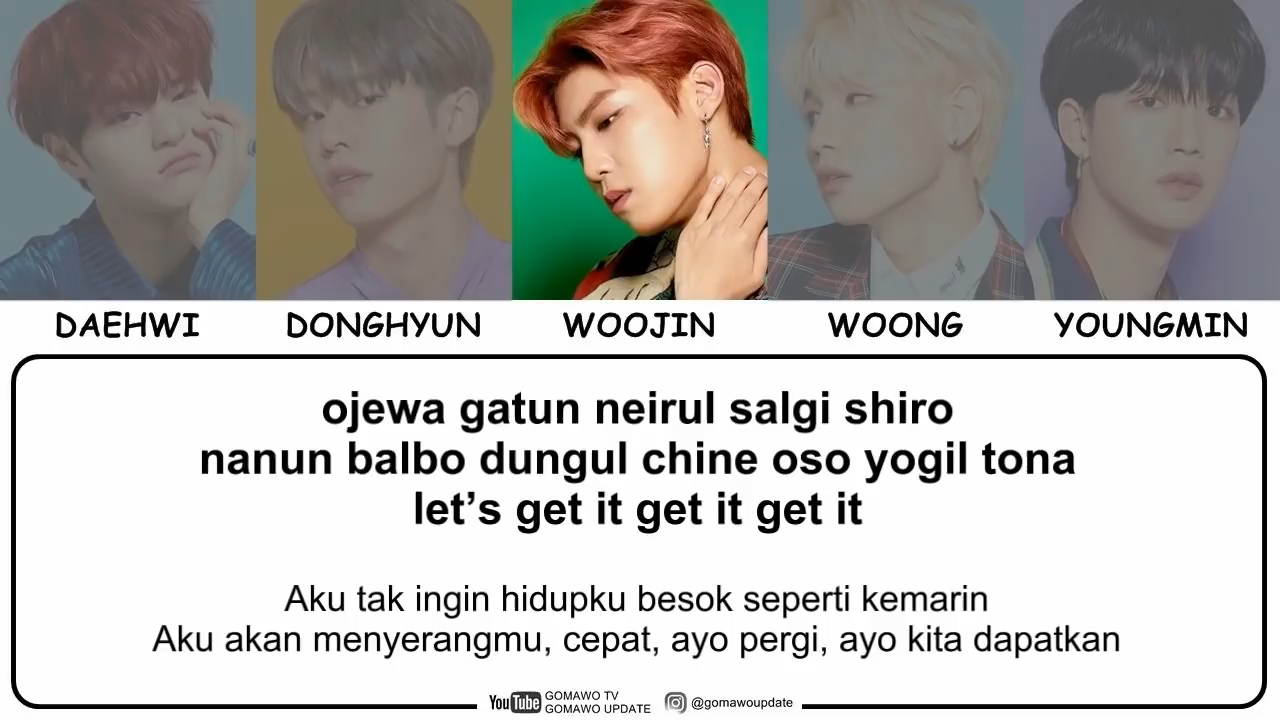 DAEHWI DONGHYUN WOOJIN WOONG YOUNGMIN
ojewa gatun neirul salgi shiro
nanun balbo dungul chine oso yogil tona
let’s get it get it get it
Aku tak ingin hidupku besok seperti kemarin
Aku akan menyerangmu, cepat, ayo pergi, ayo kita dapatkan
YouTube GOMAWO TV
GOMAWO UPDATE
@gomawoupdate